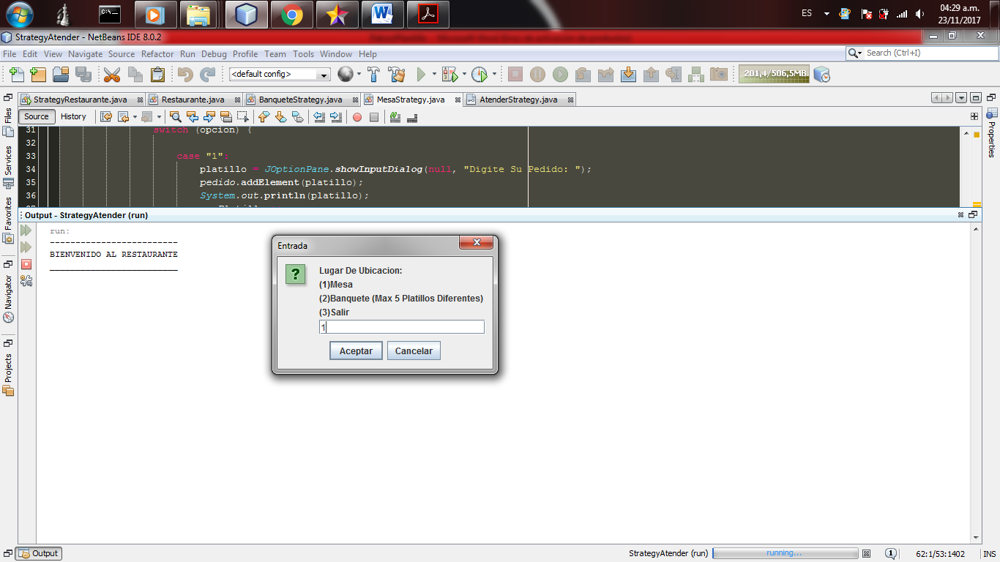 ES
04:29 a.m.
23/11/2017
StrategyAtender - NetBeans IDE 8.0.2
File Edit View Navigate Source Refactor Run Debug Profile Team Tools Window Help
Search (Ctrl+I)
<default config>
201,4/506,5MB
StrategyRestaurante.java Restaurante.java BanqueteStrategy.java MesaStrategy.java AtenderStrategy.java
Source History
Files
Services
Favorites
Navigator
Projects
Properties
31 switch (opcion) {
32
33 case "1":
34 platillo = JOptionPane.showInputDialog(null, "Digite Su Pedido: ");
35 pedido.addElement(platillo);
36 System.out.println(platillo);
Output - StrategyAtender (run)
run:
-------------------------
BIENVENIDO AL RESTAURANTE
_________________________
Entrada
Lugar De Ubicacion:
(1)Mesa
(2)Banquete (Max 5 Platillos Diferentes)
(3)Salir
1
Aceptar Cancelar
Output
StrategyAtender (run) running... 1 62:1/53:1402 INS